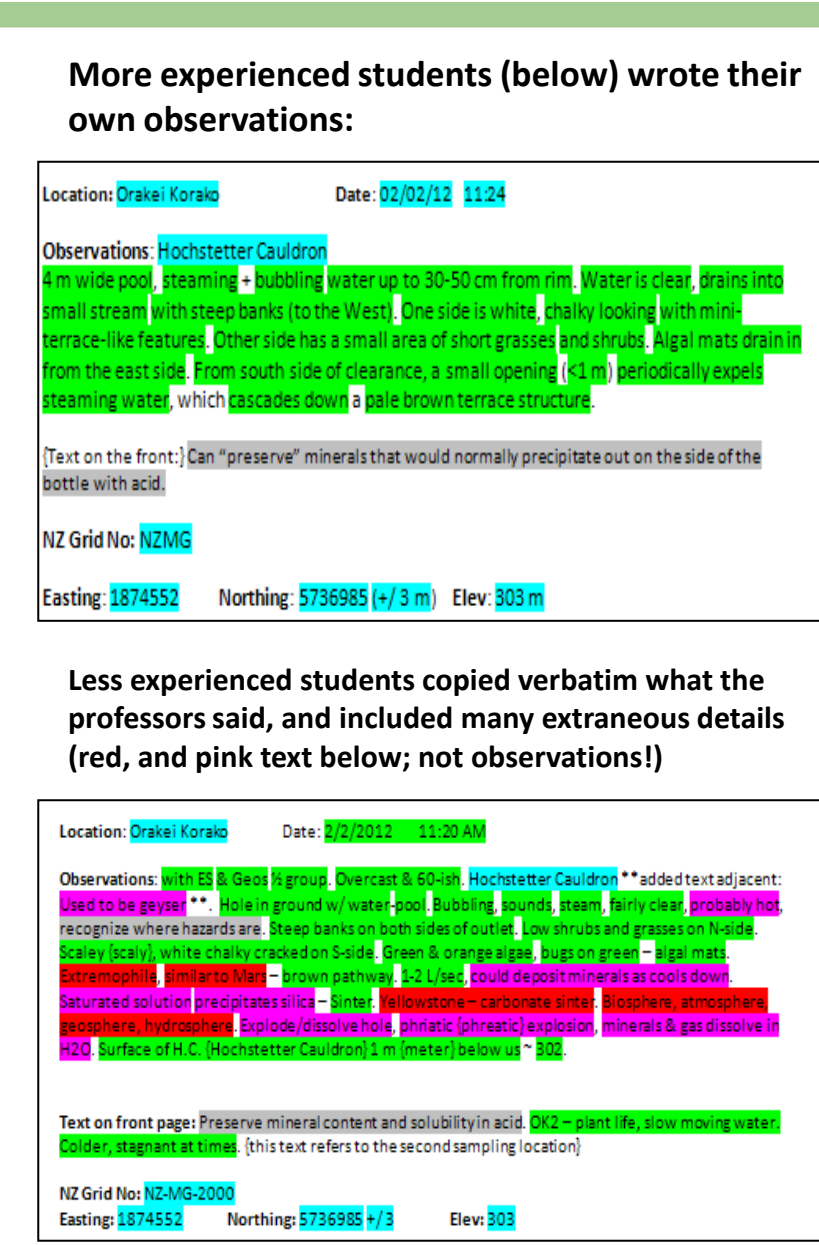 More experienced students (below) wrote their
own observations:
Location: Orakei Korako Date: 02/02/12 11:24
Observations: Hochstetter Cauldron
4 m wide pool, steaming + bubbling water up to 30-50 cm from rim. Water is clear, drains into
small stream with steep banks (to the West). One side is white, chalky looking with mini-
terrace-like features. Other side has a small area of short grasses and shrubs. Algal mats drain in
from the east side. From south side of clearance, a small opening (<1 m) periodically expels
steaming water, which cascades down a pale brown terrace structure.
{Text on the front:} Can “preserve” minerals that would normally precipitate out on the side of the
bottle with acid.
NZ Grid No: NZMG
Easting: 1874552 Northing: 5736985 (+/ 3 m) Elev: 303 m
Less experienced students copied verbatim what the
professors said, and included many extraneous details
(red, and pink text below; not observations!)
Location: Orakei Korako Date: 2/2/2012 11:20 AM
Observations: with ES & Geos ½ group. Overcast & 60-ish. Hochstetter Cauldron **added text adjacent:
Used to be geyser **. Hole in ground w/ water-pool. Bubbling, sounds, steam, fairly clear, probably hot,
recognize where hazards are. Steep banks on both sides of outlet. Low shrubs and grasses on N-side.
Scaley {scaly}, white chalky cracked on S-side. Green & orange algae, bugs on green – algal mats.
Extremophile, similar to Mars – brown pathway. 1-2 L/sec, could deposit minerals as cools down.
Saturated solution precipitates silica – Sinter. Yellowstone – carbonate sinter. Biosphere, atmosphere,
geosphere, hydrosphere. Explode/dissolve hole, phriatic {phreatic} explosion, minerals & gas dissolve in
H2O. Surface of H.C. {Hochstetter Cauldron} 1 m {meter} below us ~ 302.
Text on front page: Preserve mineral content and solubility in acid. OK2 – plant life, slow moving water.
Colder, stagnant at times. {this text refers to the second sampling location}
NZ Grid No: NZ-MG-2000
Easting: 1874552 Northing: 5736985 +/ 3 Elev: 303